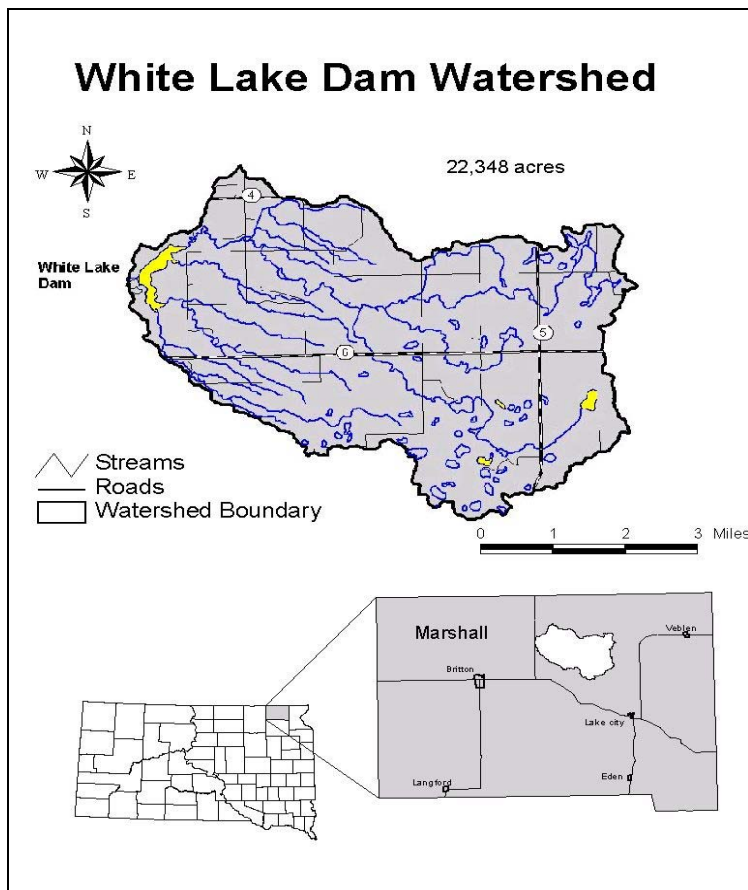 White Lake Dam Watershed
N
W E
S
22,348 acres
4
White Lake
Dam
5
6
Streams
Roads
Watershed Boundary
0 1 2 3 Miles
Marshall
Veblen
Britton
Lake city
Langford
Eden